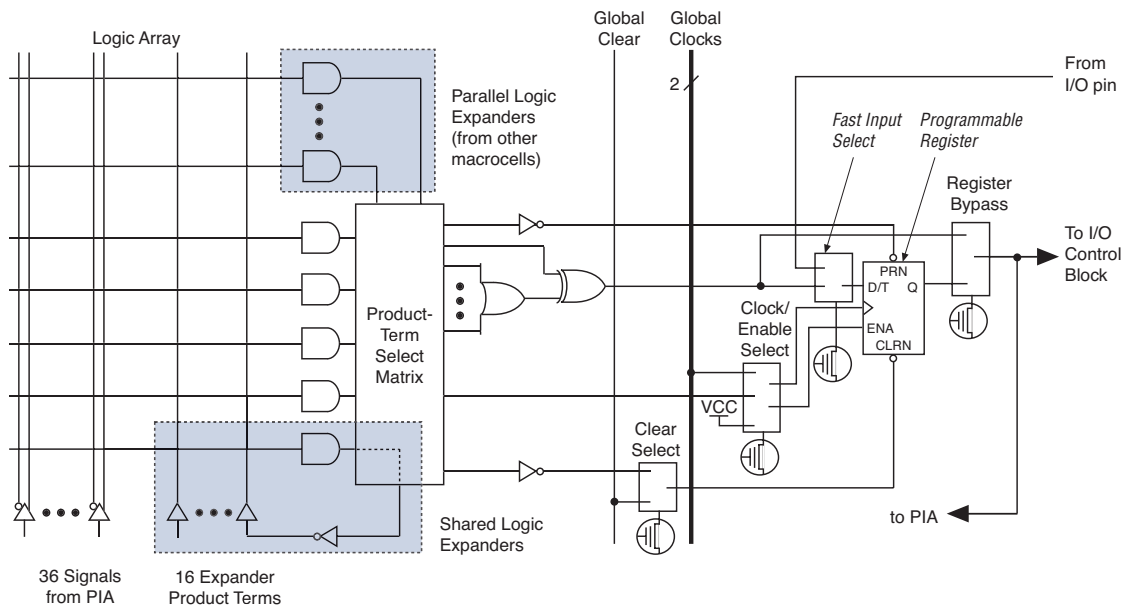 Logic Array
Global
Clear
Global
Clocks
2
Parallel Logic
Expanders
(from other
macrocells)
From
I/O pin
Fast Input
Select
Programmable
Register
Register
Bypass
To I/O
Control
Block
PRN
D/T
Q
ENA
CLRN
Clock/
Enable
Select
Product-
Term
Select
Matrix
VCC
Clear
Select
Shared Logic
Expanders
to PIA
36 Signals
from PIA
16 Expander
Product Terms